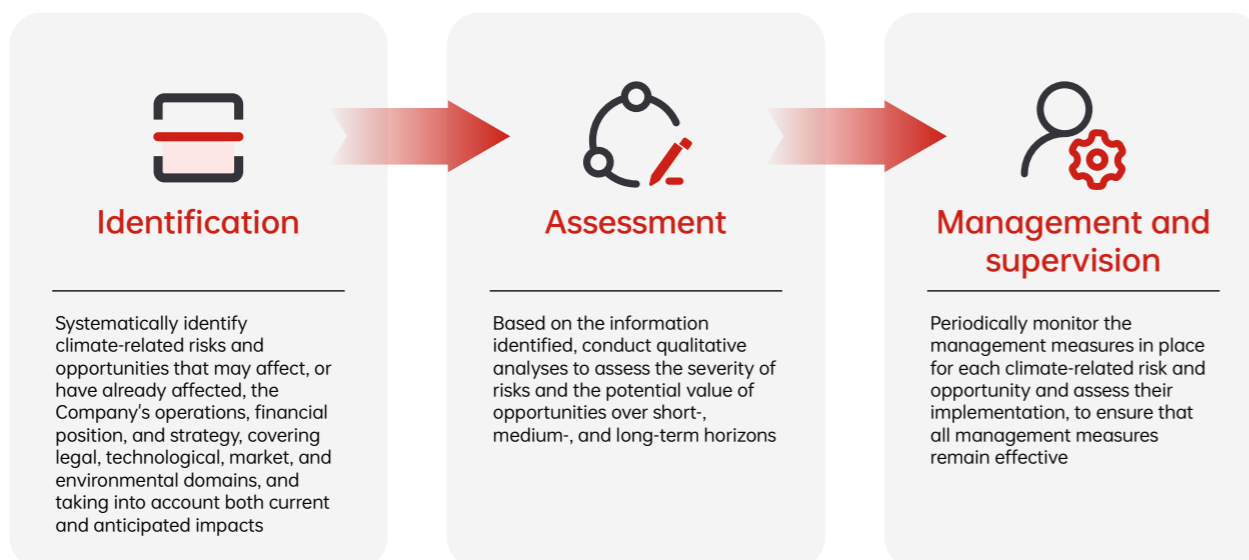 Identification
Systematically identify
climate-related risks and
opportunities that may affect, or
have already affected, the
Company's operations, financial
position, and strategy, covering
legal, technological, market, and
environmental domains, and
taking into account both current
and anticipated impacts
Assessment
Based on the information
identified, conduct qualitative
analyses to assess the severity of
risks and the potential value of
opportunities over short-,
medium-, and long-term horizons
Management and
supervision
Periodically monitor the
management measures in place
for each climate-related risk and
opportunity and assess their
implementation, to ensure that
all management measures
remain effective